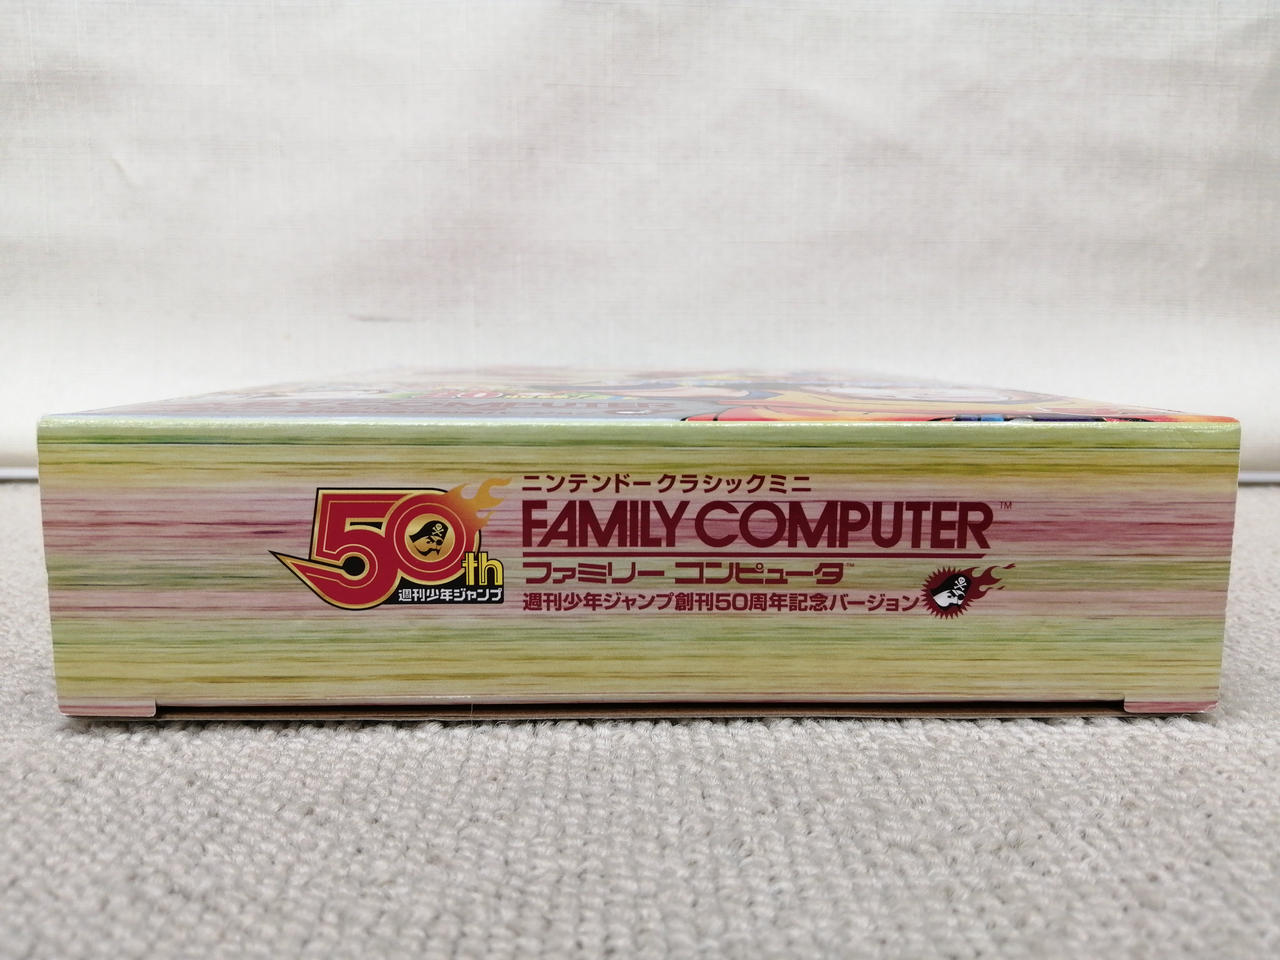 50th
週刊少年ジャンプ
ニンテンドークラシックミニ
FAMILY COMPUTER™
ファミリーコンピュータ™
週刊少年ジャンプ創刊50周年記念バージョン